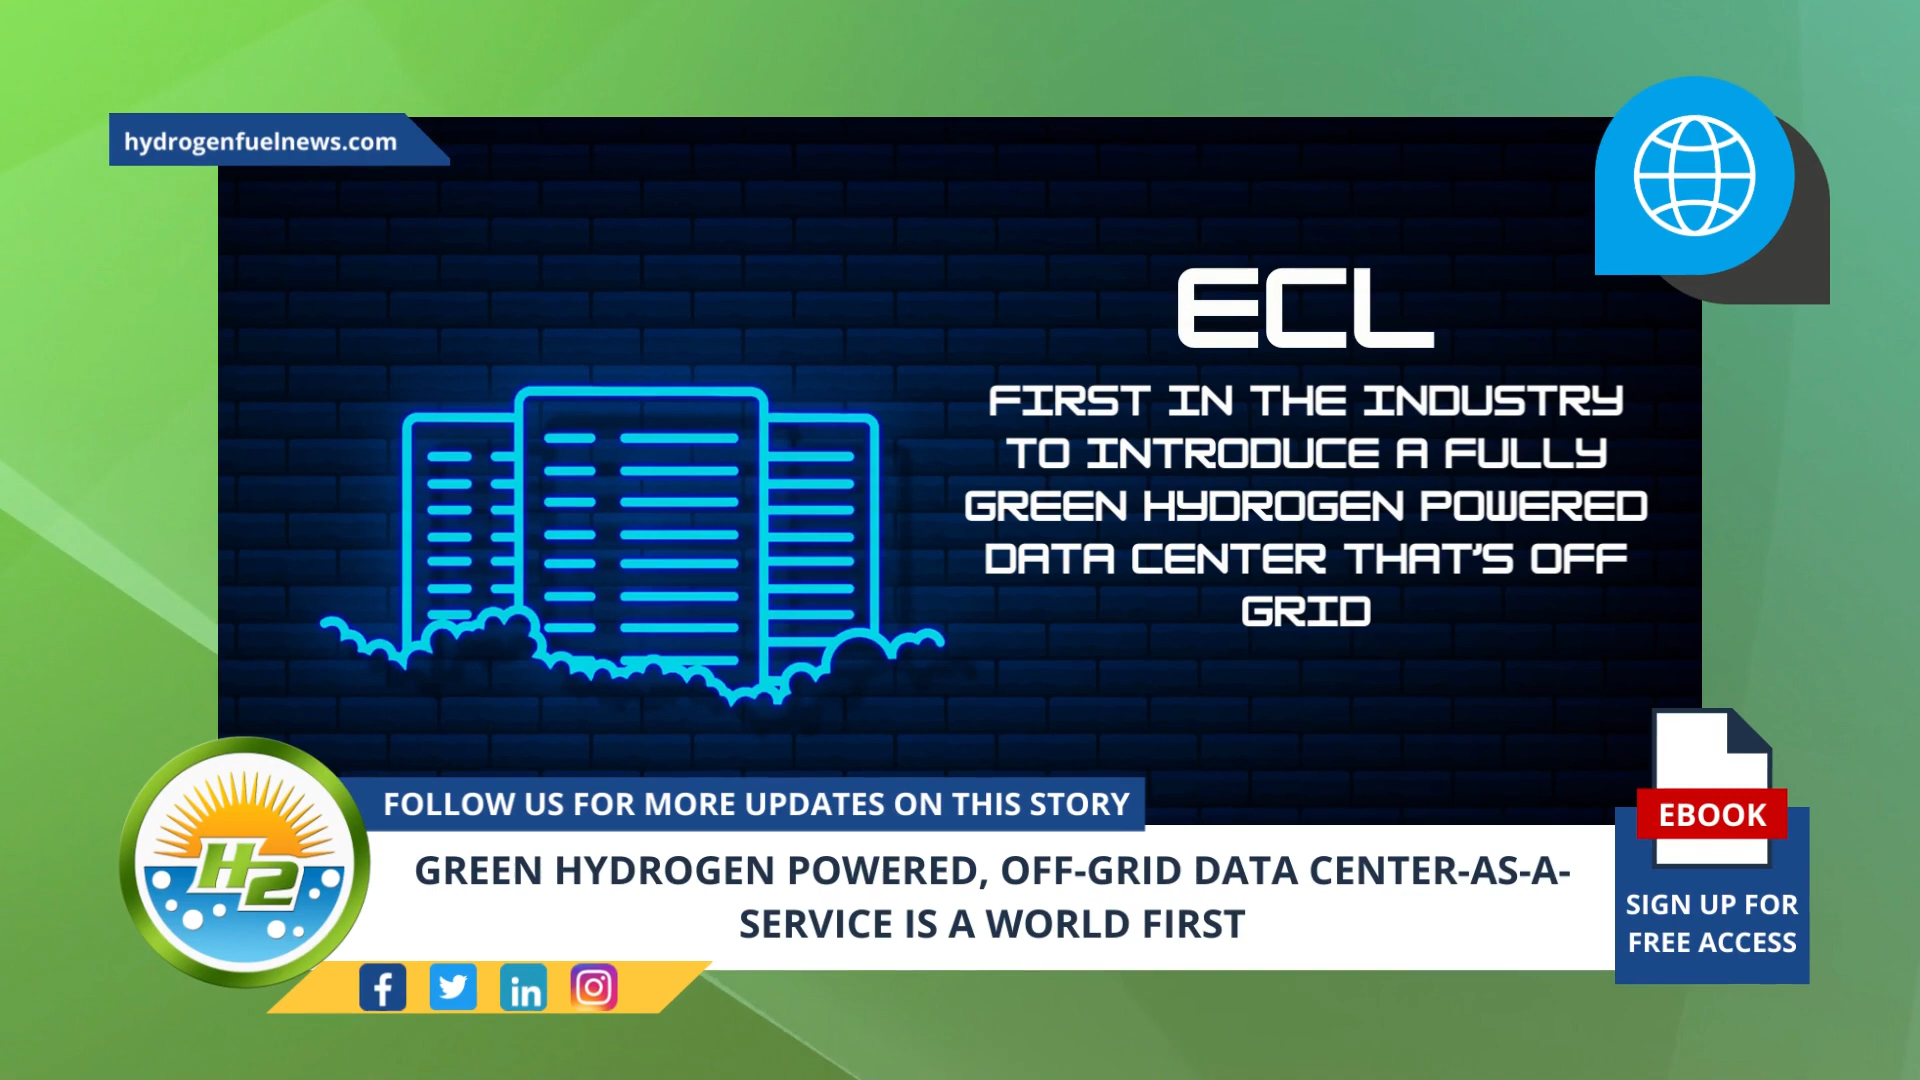 hydrogenfuelnews.com
ECL
FIRST IN THE INDUSTRY
TO INTRODUCE A FULLY
GREEN HYDROGEN POWERED
DATA CENTER THAT'S OFF
GRID
FOLLOW US FOR MORE UPDATES ON THIS STORY
GREEN HYDROGEN POWERED, OFF-GRID DATA CENTER-AS-A-
SERVICE IS A WORLD FIRST
H2
EBOOK
SIGN UP FOR
FREE ACCESS
f
in